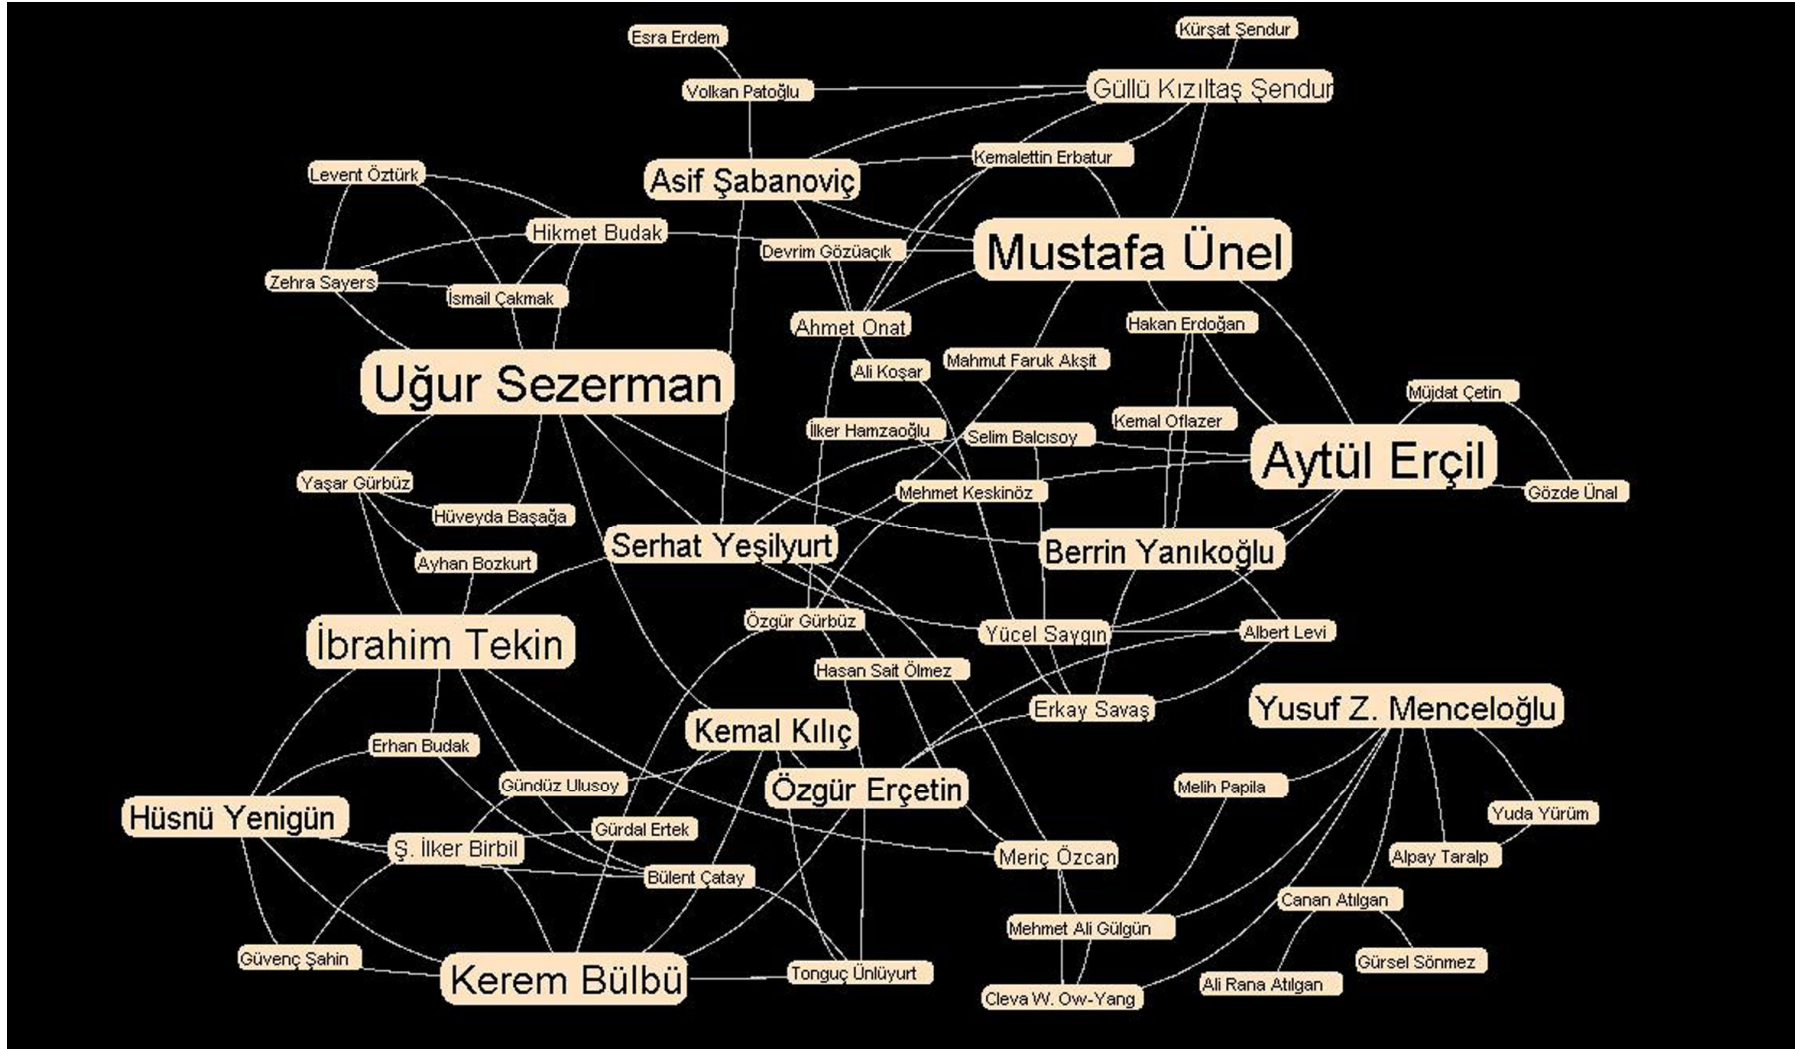 Kürşat Şendur
Esra Erdem
Volkan Patoğlu
Güllü Kızıltaş Şendur
Kemalettin Erbatur
Levent Öztürk
Asif Şabanoviç
Hikmet Budak
Devrim Gözüaçık
Mustafa Ünel
Zehra Sayers
İsmail Çakmak
Ahmet Onat
Hakan Erdoğan
Mahmut Faruk Akşit
Ali Koşar
Uğur Sezerman
Müjdat Çetin
Kemal Oflazer
İlker Hamzaoğlu
Selim Balcısoy
Aytül Erçil
Yaşar Gürbüz
Mehmet Keskinöz
Gözde Ünal
Hüveyda Başağa
Serhat Yeşilyurt
Berrin Yanıkoğlu
Ayhan Bozkurt
Özgür Gürbüz
Yücel Saygın
Albert Levi
İbrahim Tekin
Hasan Sait Ölmez
Erkay Savaş
Yusuf Z. Menceloğlu
Kemal Kılıç
Erhan Budak
Gündüz Ulusoy
Özgür Erçetin
Melih Papila
Yuda Yürüm
Hüsnü Yenigün
Gürdal Ertek
Ş. İlker Birbil
Meriç Özcan
Alpay Taralp
Bülent Çatay
Canan Atılgan
Mehmet Ali Gülgün
Güvenç Şahin
Gürsel Sönmez
Kerem Bülbü
Tonguç Ünlüyurt
Ali Rana Atılgan
Cleva W. Ow-Yang